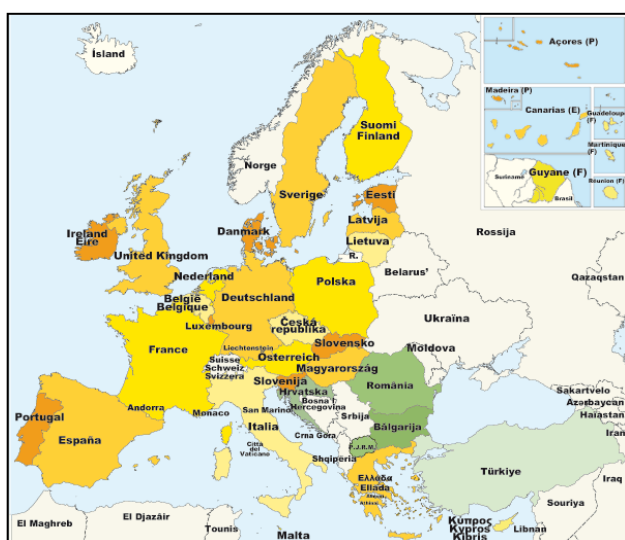 Ísland
Açores (P)
Madeira (P)
Canarias (E)
Guadeloupe (F)
Martinique (F)
Réunion (F)
Guyane (F)
Suriname
Brasil
Suomi
Finland
Norge
Sverige
Eesti
Latvija
Lietuva
R.
Rossija
Danmark
Ireland
Éire
United Kingdom
Nederland
België
Belgique
Deutschland
Polska
Belarus'
Qazaqstan
Luxembourg
Česká
republika
Ukraïna
Slovensko
Moldova
France
Liechtenstein
Suisse
Schweiz
Svizzera
Österreich
Magyarország
Slovenija
Hrvatska
România
Bosna i
Hercegovina
Srbija
Sakartvelo
Azərbaycan
Haïastan
Iran
Portugal
España
Andorra
Monaco
San Marino
Italia
Città
del
Vaticano
Crna Gora
Bălgarija
F.J.R.M.
Shqipëria
Ελλάδα
Ellada
Türkiye
Iraq
Souriya
Κύπρος
Kypros
Kibris
Libnan
El Maghreb
El Djazâir
Tounis
Malta